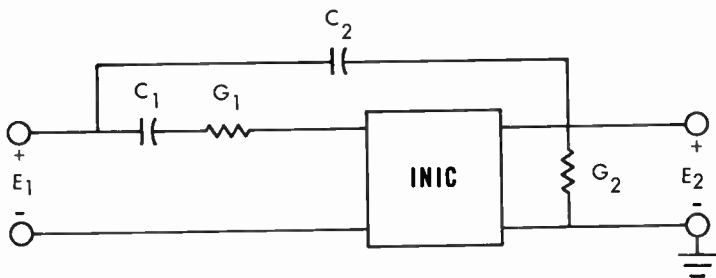 C2
C1 G1
+ E1 -
INIC
G2
+ E2 -